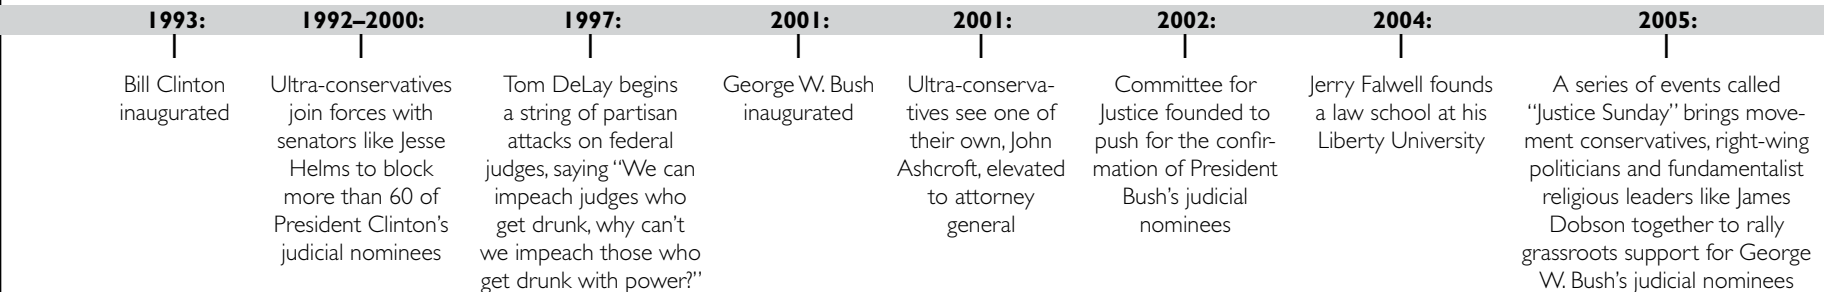 1993:
Bill Clinton
inaugurated
1992–2000:
Ultra-conservatives
join forces with
senators like Jesse
Helms to block
more than 60 of
President Clinton’s
judicial nominees
1997:
Tom DeLay begins
a string of partisan
attacks on federal
judges, saying “We can
impeach judges who
get drunk, why can’t
we impeach those who
get drunk with power?”
2001:
George W. Bush
inaugurated
2001:
Ultra-conserva-
tives see one of
their own, John
Ashcroft, elevated
to attorney
general
2002:
Committee for
Justice founded to
push for the confir-
mation of President
Bush’s judicial
nominees
2004:
Jerry Falwell founds
a law school at his
Liberty University
2005:
A series of events called
“Justice Sunday” brings move-
ment conservatives, right-wing
politicians and fundamentalist
religious leaders like James
Dobson together to rally
grassroots support for George
W. Bush’s judicial nominees